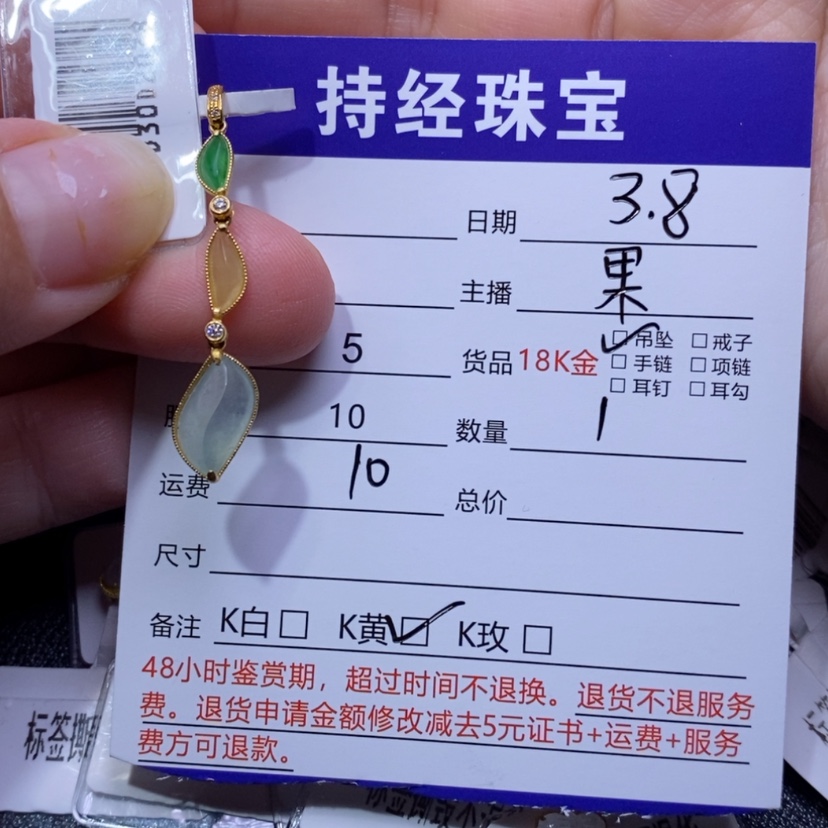 持经珠宝
日期 3.8
主播 果
5
货品 18K金 吊坠 戒子
手链 项链
耳钉 耳勾
10
数量 1
运费 10
总价
尺寸
备注 K白 K黄 K玫
48小时鉴赏期，超过时间不退换。退货不退服务
费。退货申请金额修改减去5元证书+运费+服务
费方可退款。
标签撕